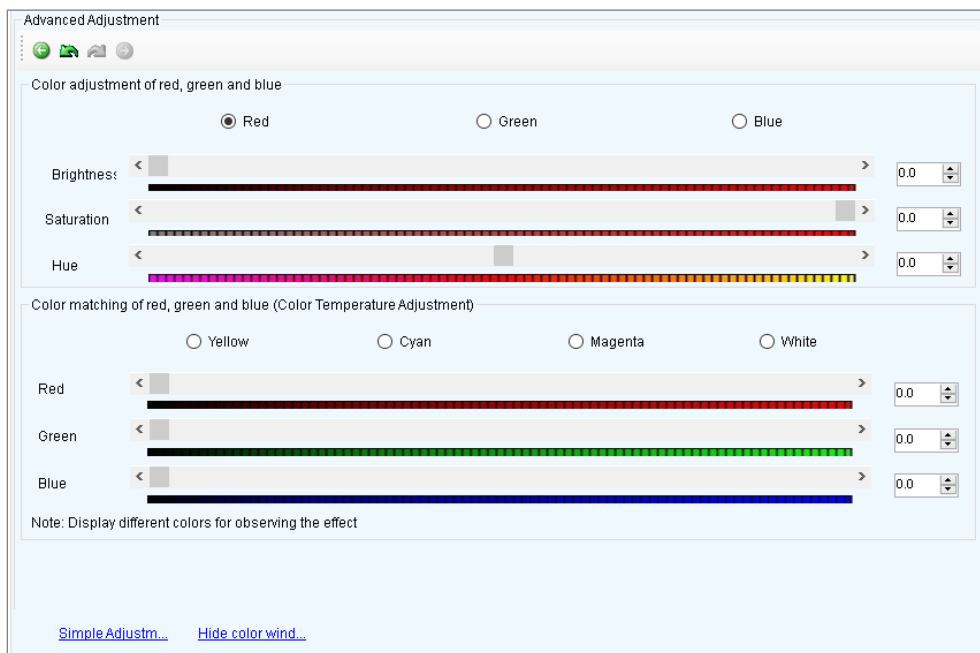 Advanced Adjustment
Color adjustment of red, green and blue
Red Green Blue
Brightness 0.0
Saturation 0.0
Hue 0.0
Color matching of red, green and blue (Color Temperature Adjustment)
Yellow Cyan Magenta White
Red 0.0
Green 0.0
Blue 0.0
Note: Display different colors for observing the effect
Simple Adjustm... Hide color wind...